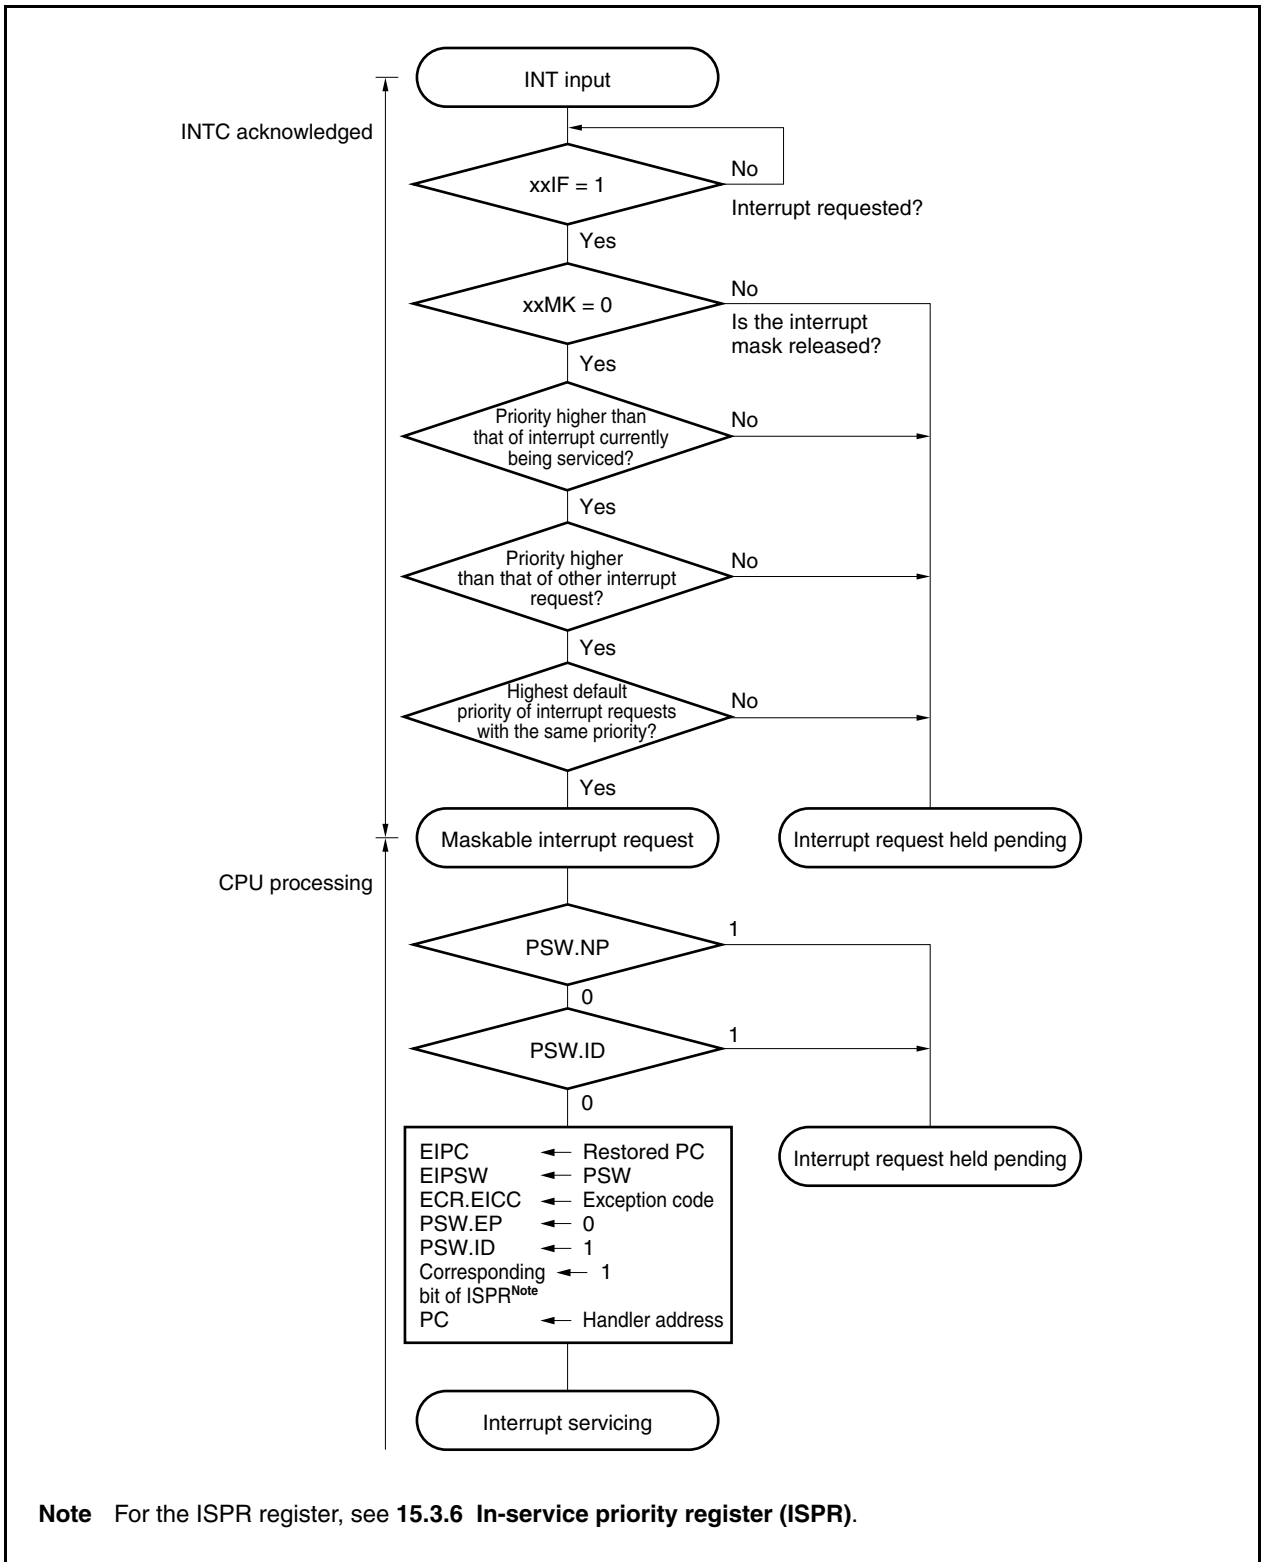 INT input
INTC acknowledged
xxIF = 1
No
Interrupt requested?
Yes
xxMK = 0
No
Is the interrupt
mask released?
Yes
Priority higher than
that of interrupt currently
being serviced?
No
Yes
Priority higher
than that of other interrupt
request?
No
Yes
Highest default
priority of interrupt requests
with the same priority?
No
Yes
Maskable interrupt request
Interrupt request held pending
CPU processing
PSW.NP
1
0
PSW.ID
1
0
EIPC ← Restored PC
EIPSW ← PSW
ECR.EICC ← Exception code
PSW.EP ← 0
PSW.ID ← 1
Corresponding ← 1
bit of ISPRNote
PC ← Handler address
Interrupt request held pending
Interrupt servicing
Note For the ISPR register, see 15.3.6 In-service priority register (ISPR).